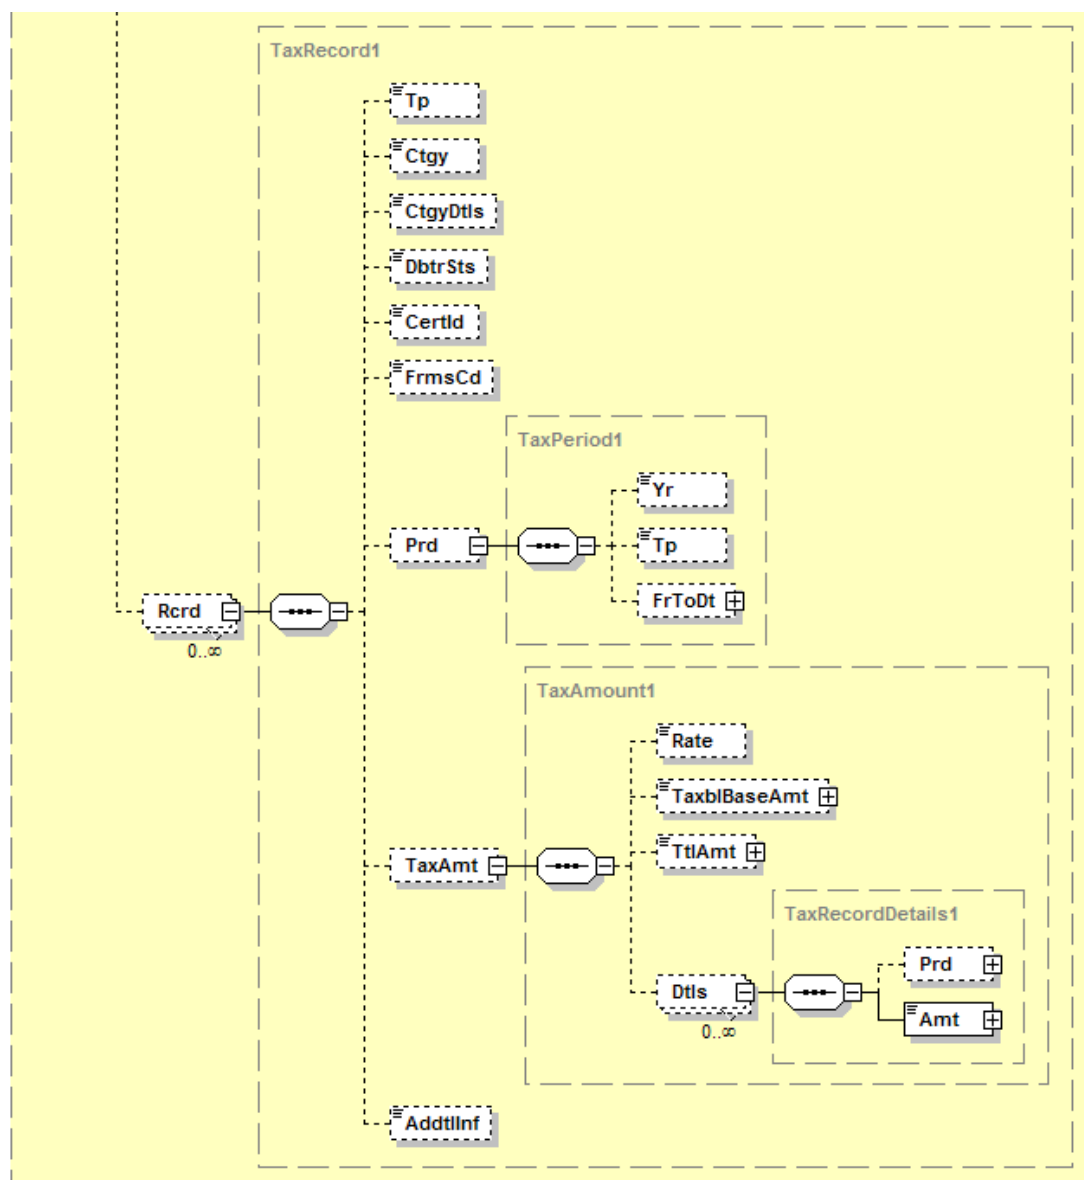 TaxRecord1
Tp
Ctgy
CtgyDtls
DbtrSts
CertId
FrmsCd
TaxPeriod1
Yr
Prd
Tp
FrToDt
Rcrd
0..∞
TaxAmount1
Rate
TaxblBaseAmt
TtlAmt
TaxAmt
TaxRecordDetails1
Prd
Dtls
Amt
0..∞
AddtlInf